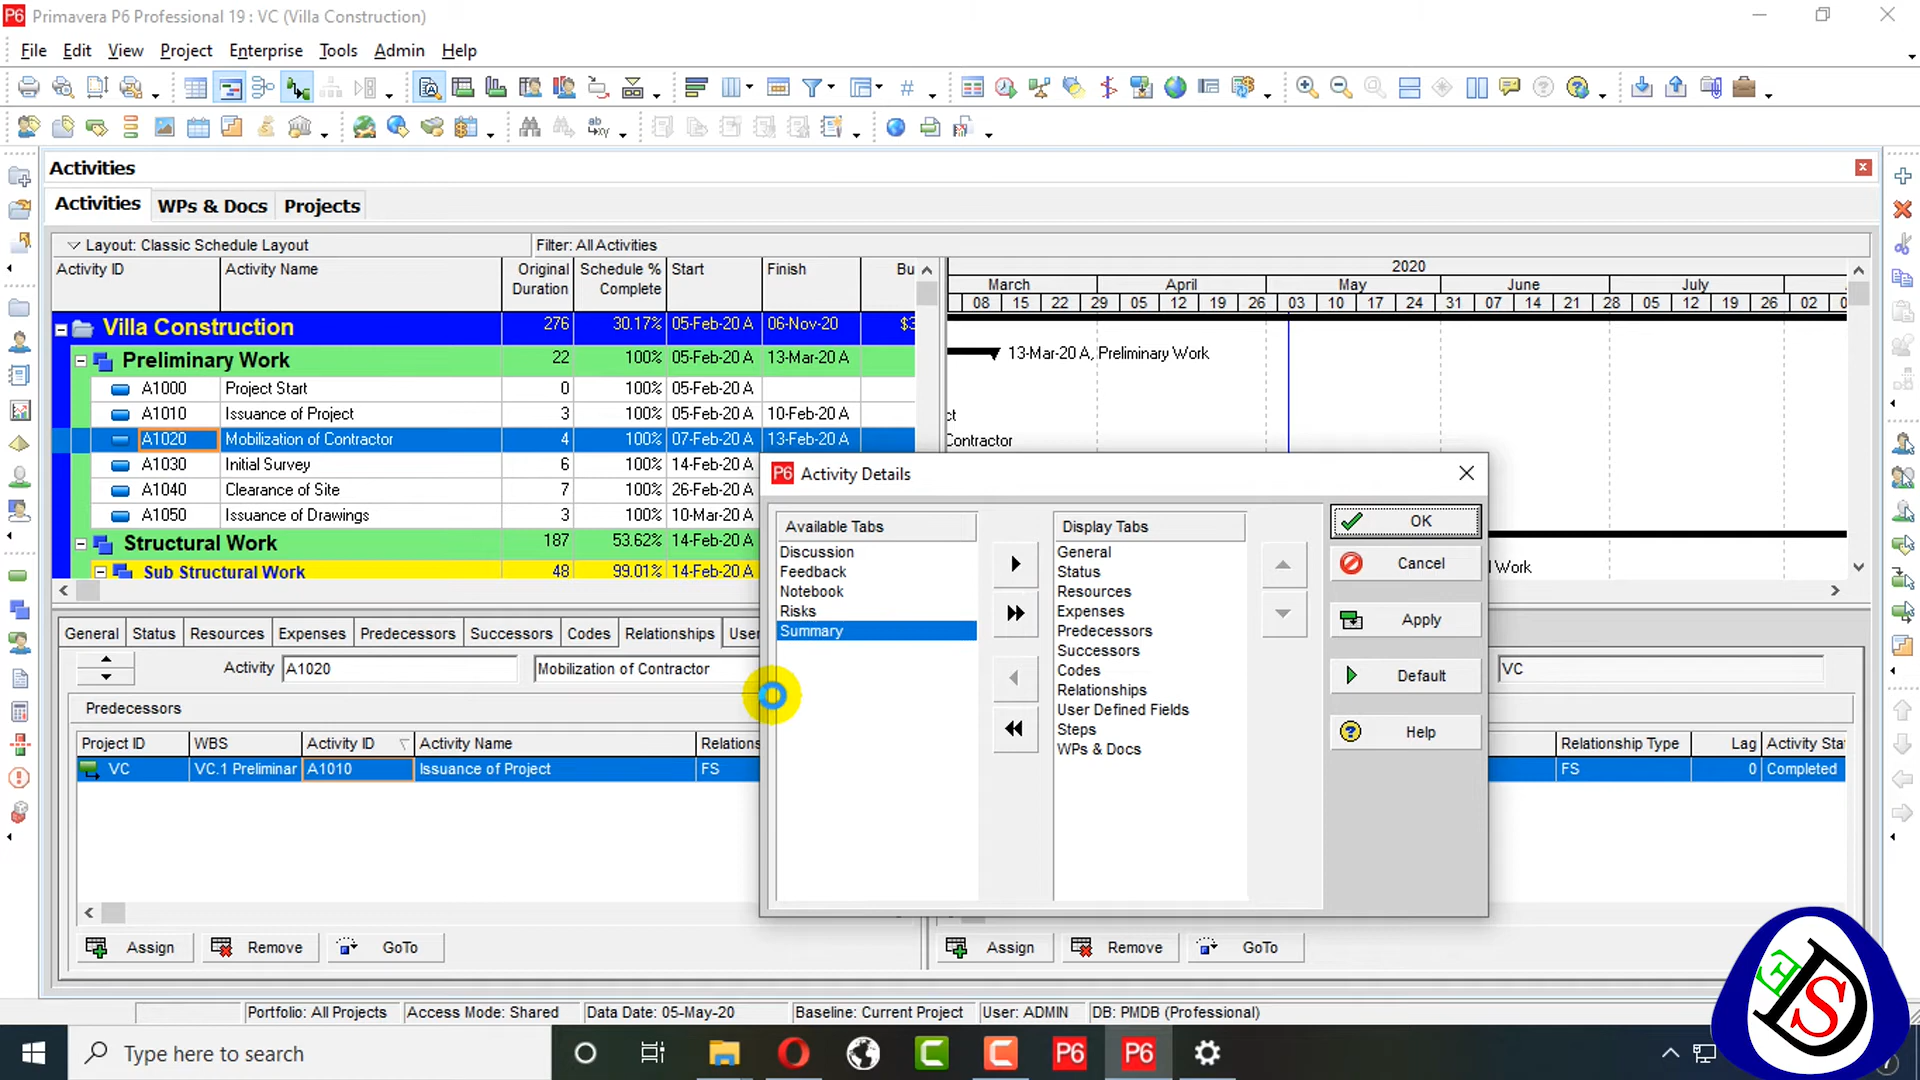 P6 Primavera P6 Professional 19 : VC (Villa Construction)
File Edit View Project Enterprise Tools Admin Help
Activities
Activities WPs & Docs Projects
Layout: Classic Schedule Layout Filter: All Activities
Activity ID Activity Name Original Duration Schedule % Complete Start Finish Bu
2020
March April May June July
08 15 22 29 05 12 19 26 03 10 17 24 31 07 14 21 28 05 12 19 26 02
Villa Construction 276 30.17% 05-Feb-20 A 06-Nov-20 $3
Preliminary Work 22 100% 05-Feb-20 A 13-Mar-20 A 13-Mar-20 A, Preliminary Work
A1000 Project Start 0 100% 05-Feb-20 A
A1010 Issuance of Project 3 100% 05-Feb-20 A 10-Feb-20 A ct
A1020 Mobilization of Contractor 4 100% 07-Feb-20 A 13-Feb-20 A Contractor
A1030 Initial Survey 6 100% 14-Feb-20 A
A1040 Clearance of Site 7 100% 26-Feb-20 A
A1050 Issuance of Drawings 3 100% 10-Mar-20 A
Structural Work 187 53.62% 14-Feb-20 A
Sub Structural Work 48 99.01% 14-Feb-20 A l Work
P6 Activity Details
Available Tabs
Discussion
Feedback
Notebook
Risks
Summary
Display Tabs
General
Status
Resources
Expenses
Predecessors
Successors
Codes
Relationships
User Defined Fields
Steps
WPs & Docs
OK
Cancel
Apply
Default
Help
General Status Resources Expenses Predecessors Successors Codes Relationships User
Activity A1020 Mobilization of Contractor VC
Predecessors
Project ID WBS Activity ID Activity Name Relations Relationship Type Lag Activity Sta
VC VC.1 Preliminar A1010 Issuance of Project FS FS 0 Completed
Assign Remove GoTo Assign Remove GoTo
Portfolio: All Projects Access Mode: Shared Data Date: 05-May-20 Baseline: Current Project User: ADMIN DB: PMDB (Professional)
Type here to search P6 P6
E D S